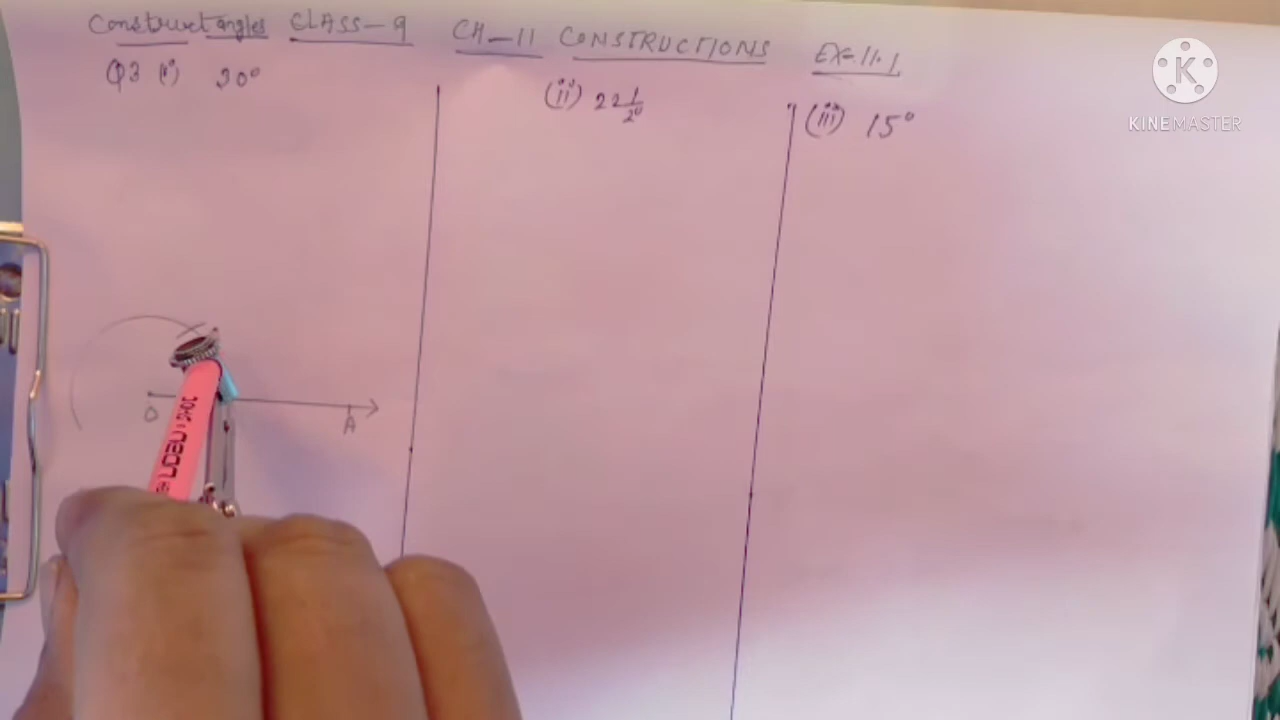 Construct angles CLASS-9 CH-11 CONSTRUCTIONS EX-11.1
Q3 (i) 30° (ii) 22 1/2° (iii) 15°
K
KINEMASTER
O A